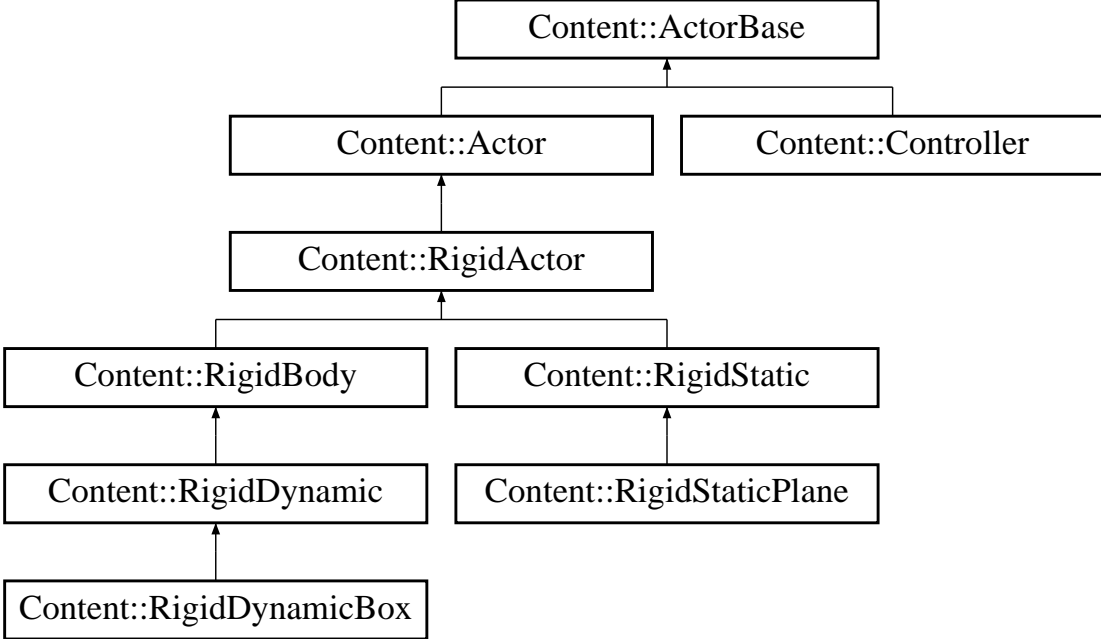 Content::ActorBase
Content::Actor
Content::Controller
Content::RigidActor
Content::RigidBody
Content::RigidStatic
Content::RigidDynamic
Content::RigidStaticPlane
Content::RigidDynamicBox